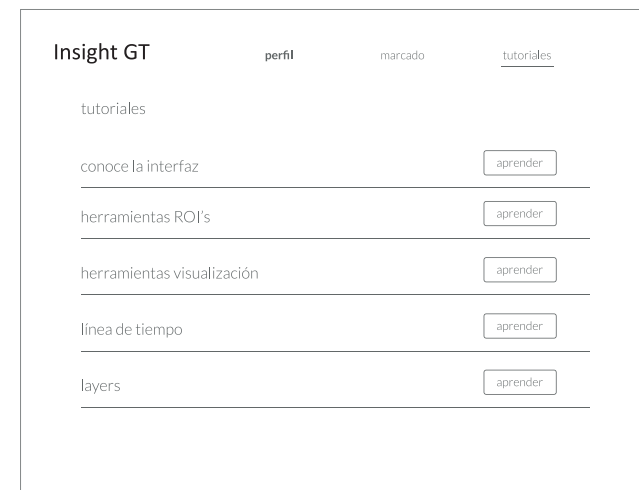 Insight GT perfil marcado tutoriales
tutoriales
conoce la interfaz aprender
herramientas ROI's aprender
herramientas visualización aprender
línea de tiempo aprender
layers aprender